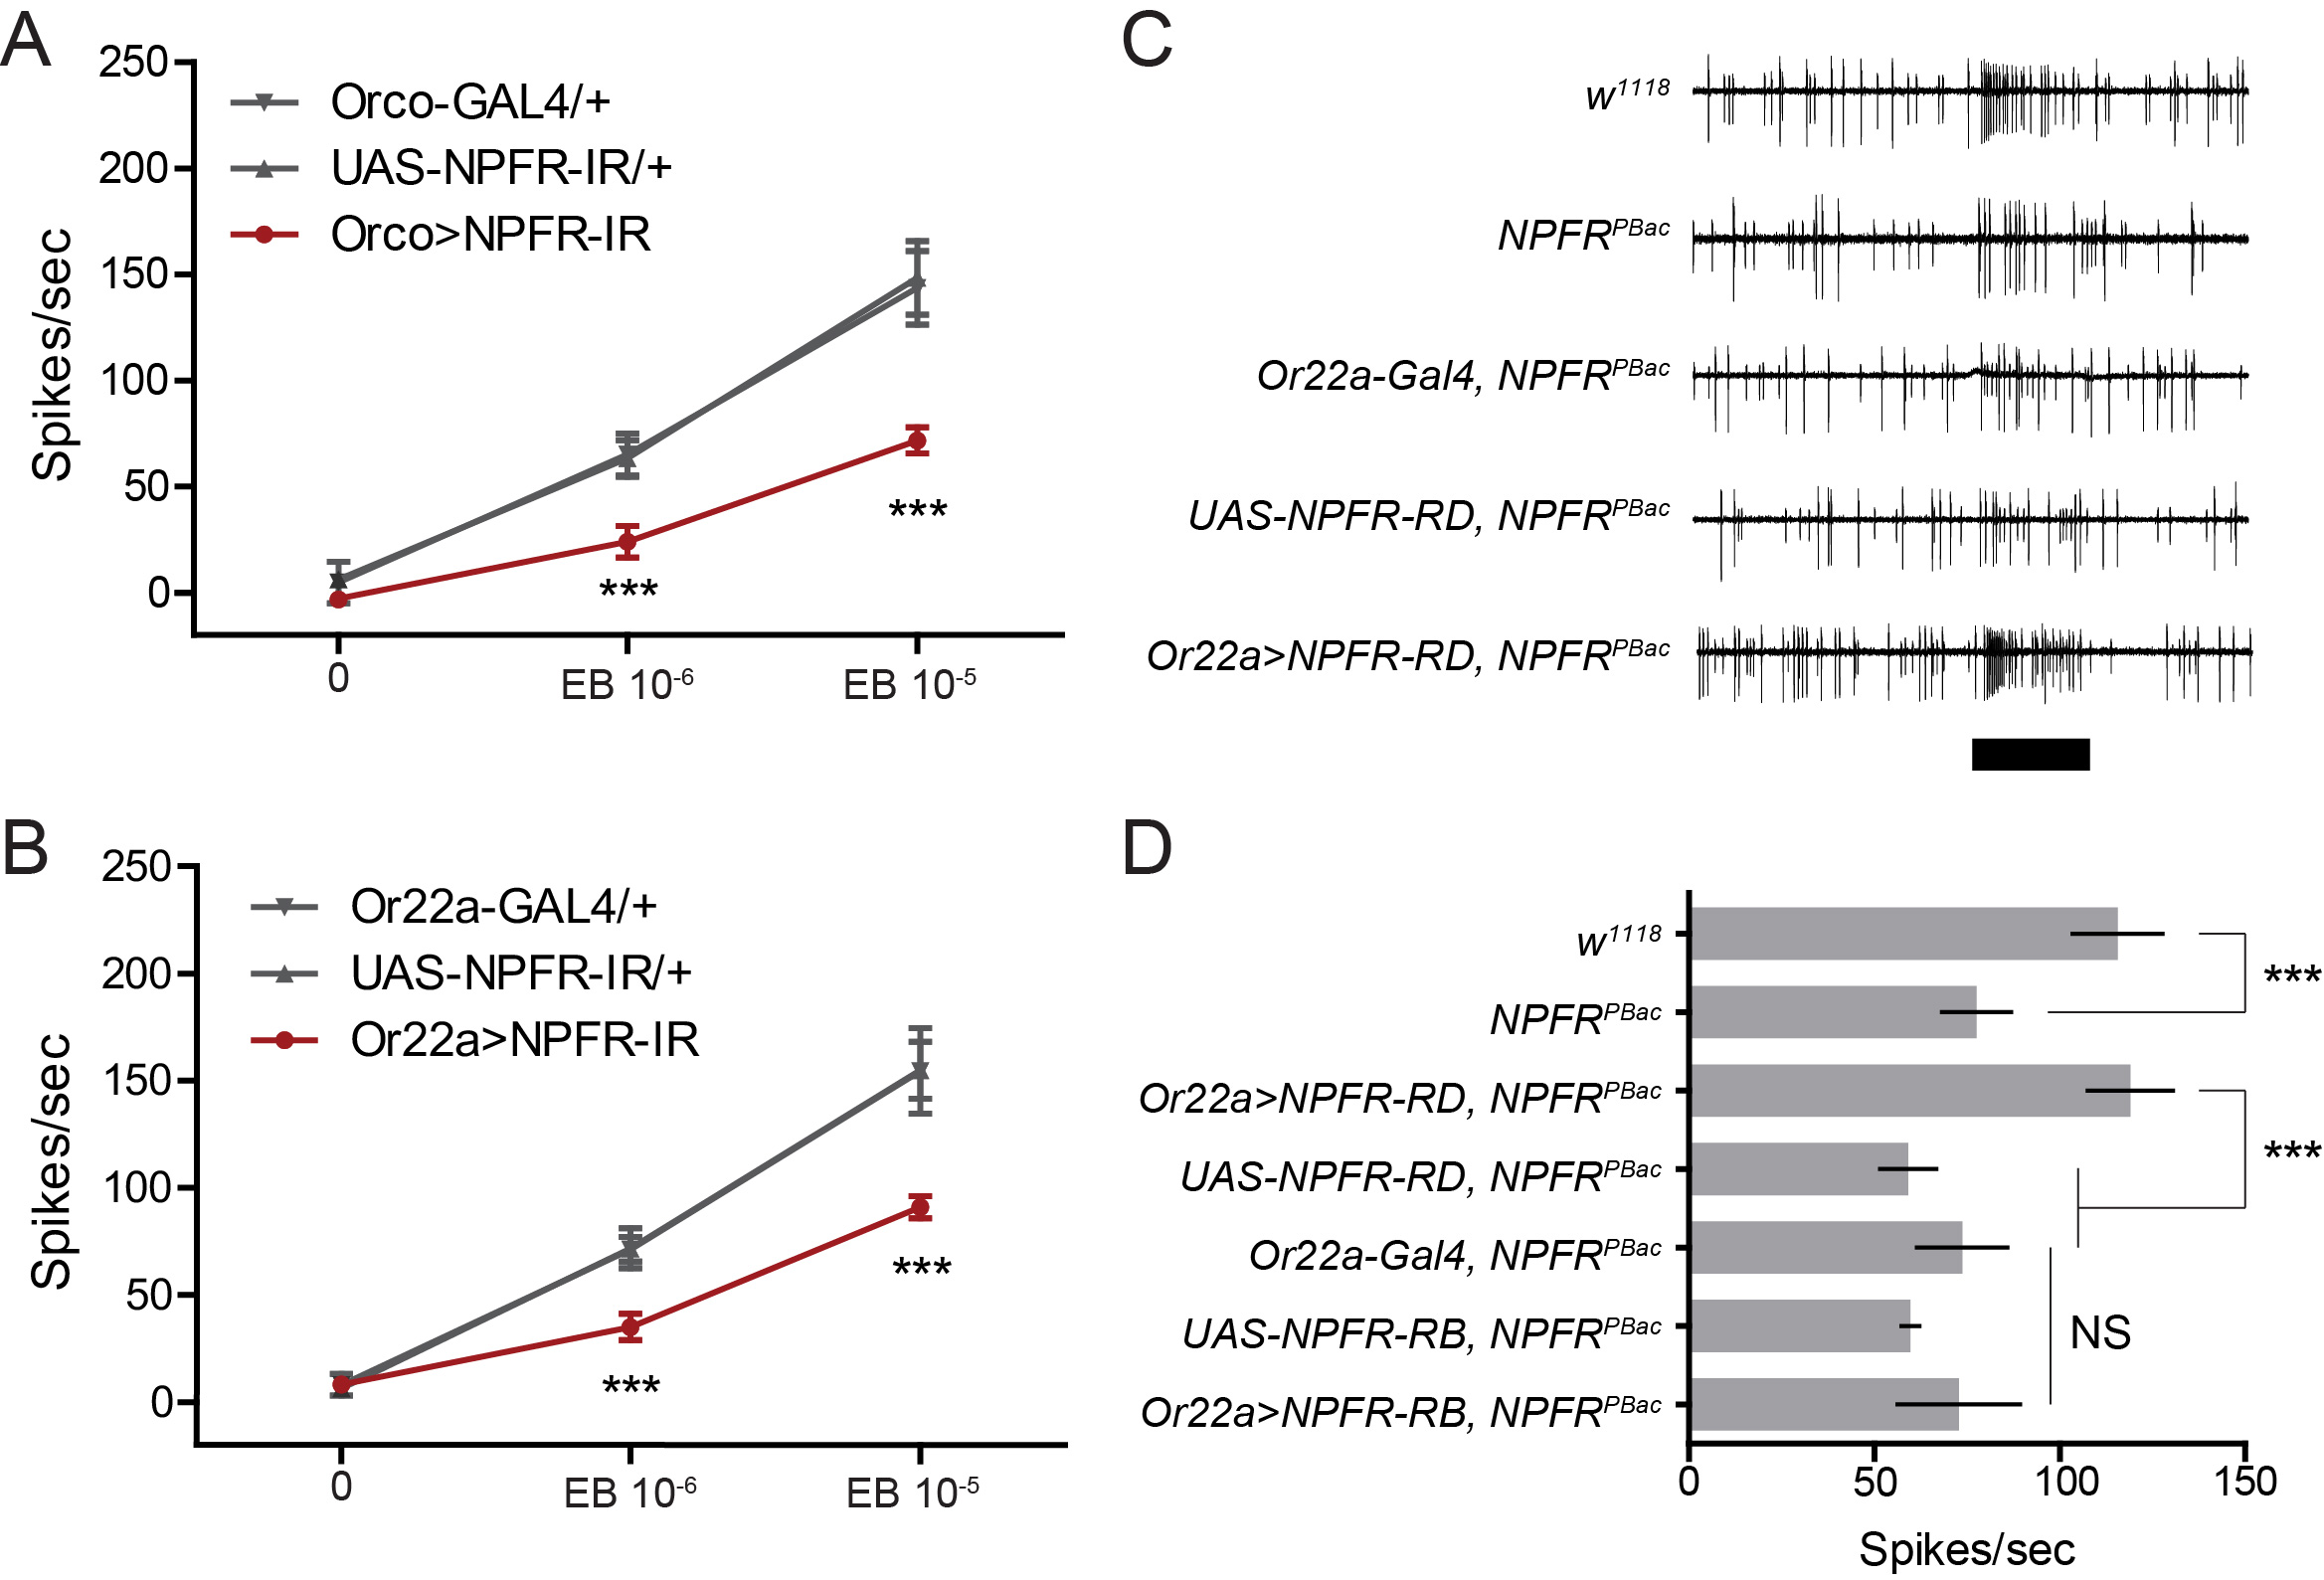 A
250
200
150
100
50
0
Spikes/sec
Orco-GAL4/+
UAS-NPFR-IR/+
Orco>NPFR-IR
***
***
0
EB 10-6
EB 10-5
B
250
200
150
100
50
0
Spikes/sec
Or22a-GAL4/+
UAS-NPFR-IR/+
Or22a>NPFR-IR
***
***
0
EB 10-6
EB 10-5
C
w1118
NPFRPBac
Or22a-Gal4, NPFRPBac
UAS-NPFR-RD, NPFRPBac
Or22a>NPFR-RD, NPFRPBac
D
w1118
NPFRPBac
Or22a>NPFR-RD, NPFRPBac
UAS-NPFR-RD, NPFRPBac
Or22a-Gal4, NPFRPBac
UAS-NPFR-RB, NPFRPBac
Or22a>NPFR-RB, NPFRPBac
***
***
NS
0 50 100 150
Spikes/sec